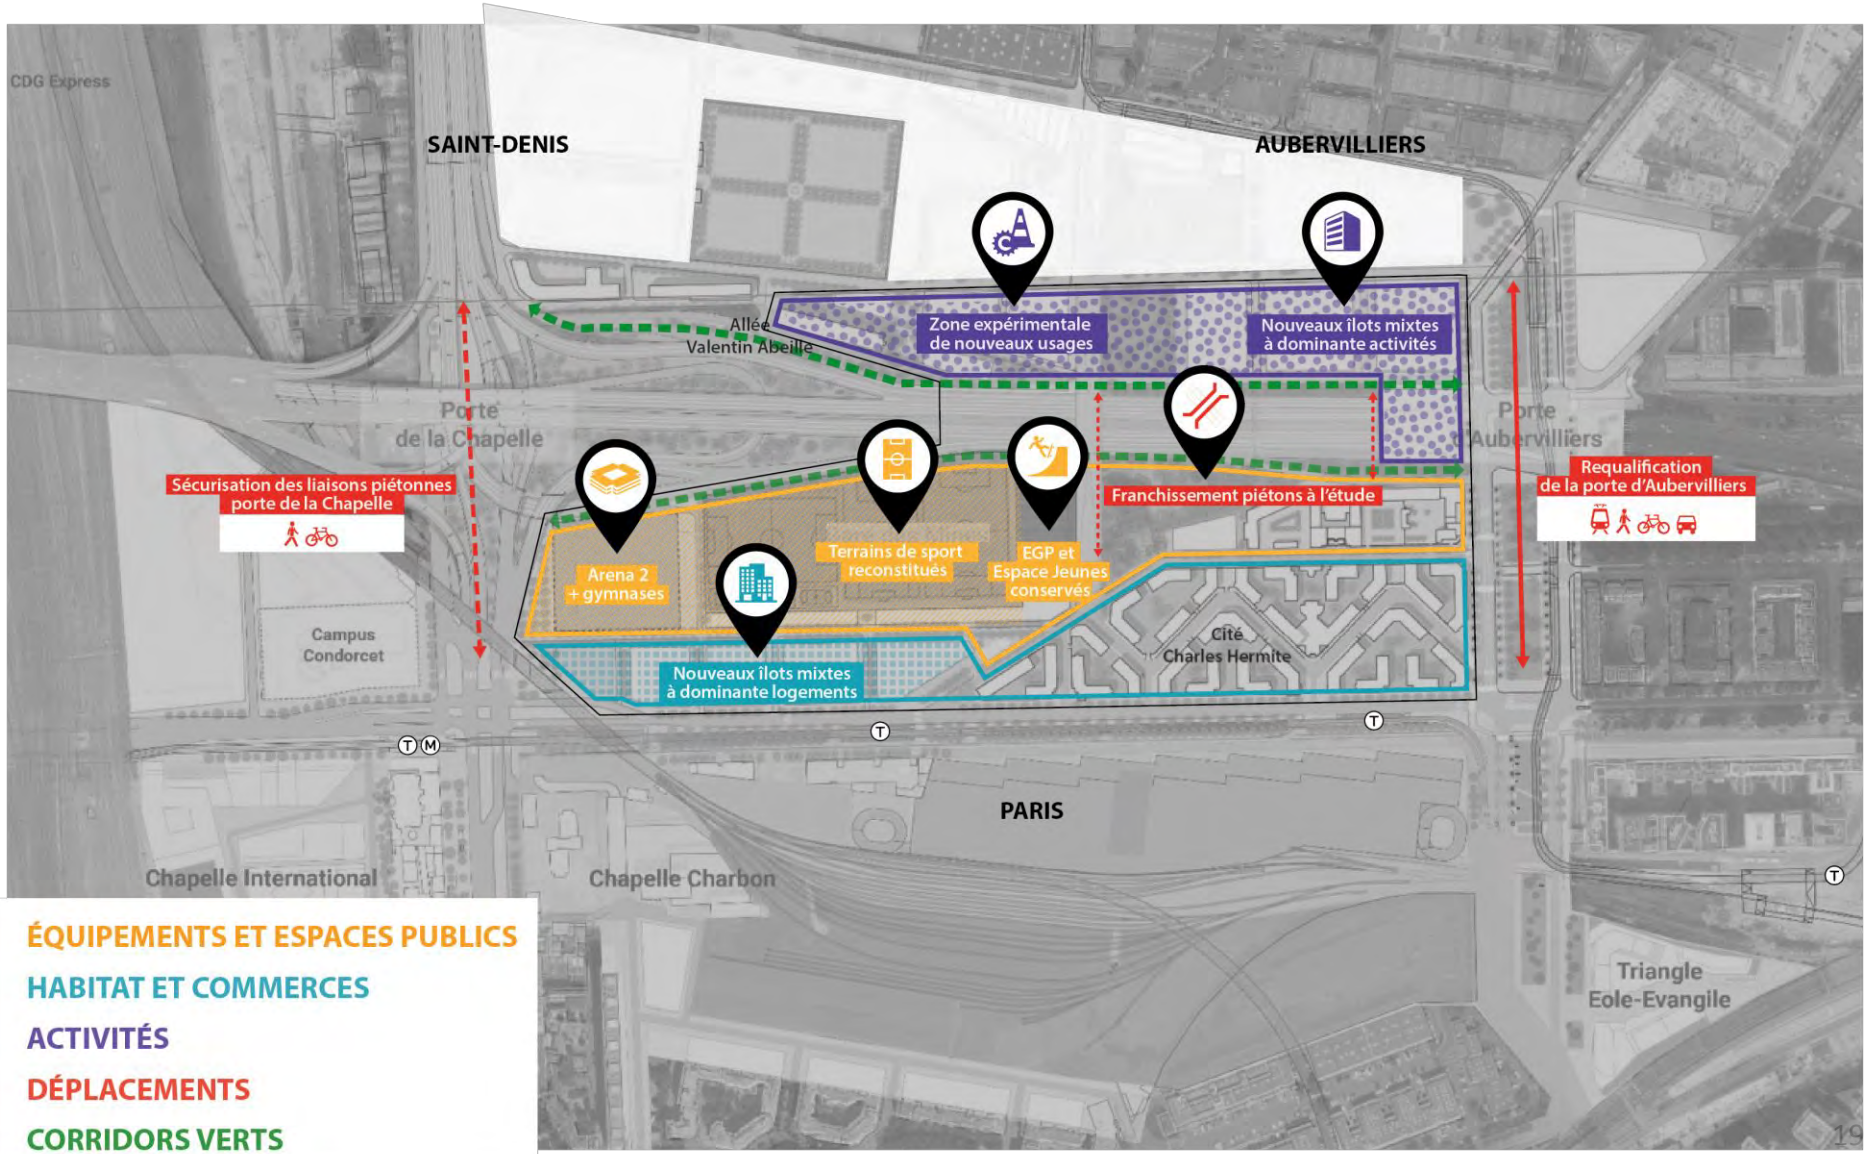 CDG Express
SAINT-DENIS
AUBERVILLIERS
Allée
Valentin Abeille
Zone expérimentale
de nouveaux usages
Nouveaux îlots mixtes
à dominante activités
Porte
de la Chapelle
Porte
d'Aubervilliers
Sécurisation des liaisons piétonnes
porte de la Chapelle
Franchissement piétons à l'étude
Requalification
de la porte d'Aubervilliers
Arena 2
+ gymnases
Terrains de sport
reconstitués
EGP et
Espace Jeunes
conservés
Campus
Condorcet
Nouveaux îlots mixtes
à dominante logements
Cité
Charles Hermite
T M
T
T
PARIS
Chapelle International
Chapelle Charbon
T
Triangle
Eole-Evangile
ÉQUIPEMENTS ET ESPACES PUBLICS
HABITAT ET COMMERCES
ACTIVITÉS
DÉPLACEMENTS
CORRIDORS VERTS
19